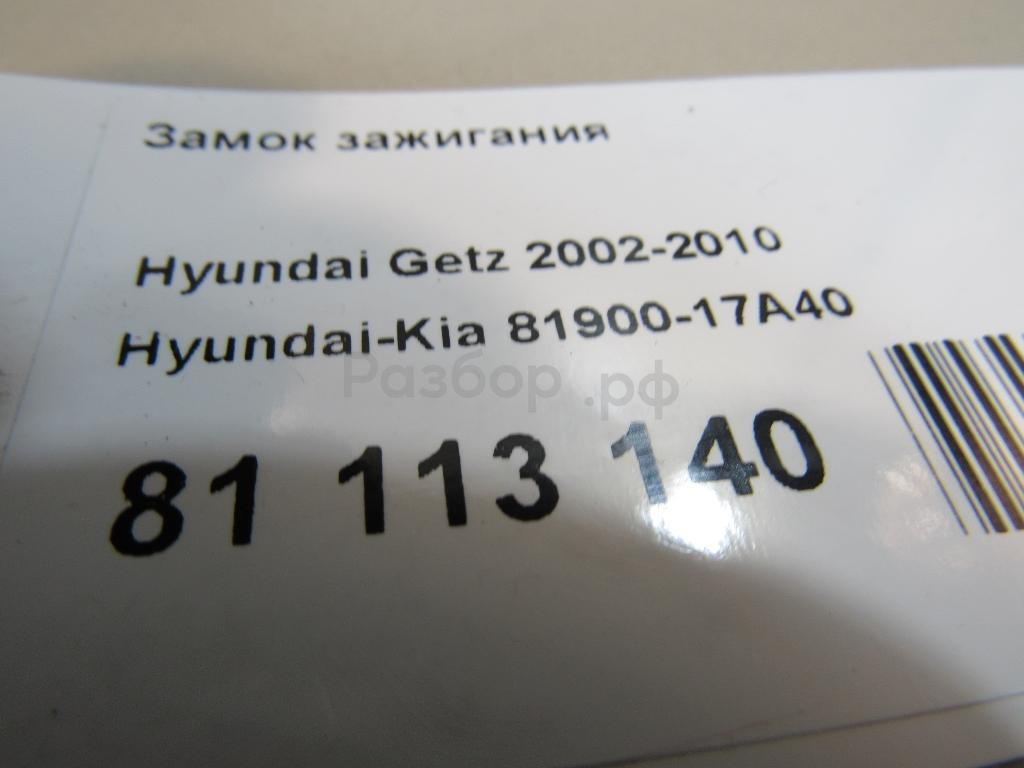 Замок зажигания
Hyundai Getz 2002-2010
Hyundai-Kia 81900-17A40
Разбор.рф
81 113 140